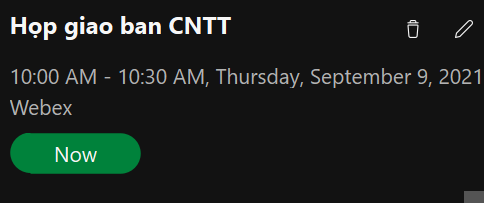 Họp giao ban CNTT
10:00 AM - 10:30 AM, Thursday, September 9, 2021
Webex
Now